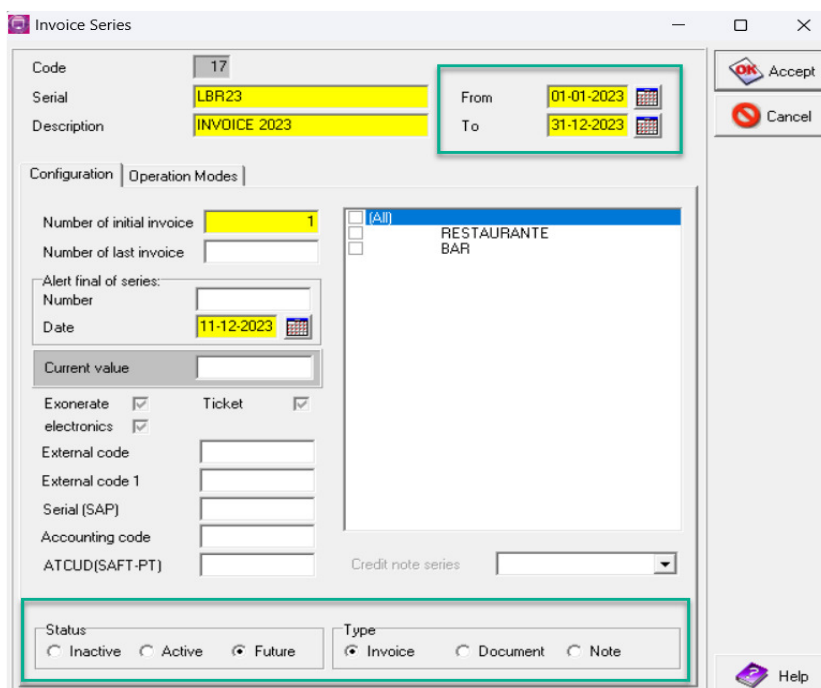 Invoice Series
Code 17
Serial LBR23
Description INVOICE 2023
From 01-01-2023
To 31-12-2023
OK Accept
Cancel
Configuration Operation Modes
Number of initial invoice 1
Number of last invoice
Alert final of series:
Number
Date 11-12-2023
Current value
Exonerate Ticket
electronics
External code
External code 1
Serial (SAP)
Accounting code
ATCUD(SAFT-PT)
(All)
RESTAURANTE
BAR
Credit note series
Status
Inactive Active Future
Type
Invoice Document Note
Help